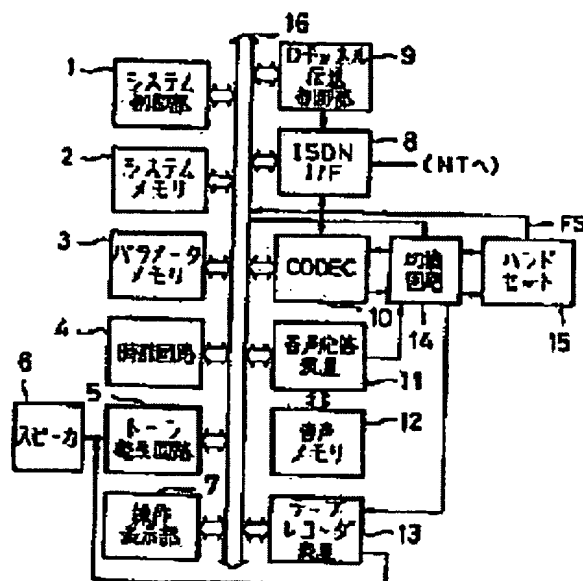 16
1
システム
制御部
Dチャネル
伝送
制御部
9
2
システム
メモリ
ISDN
I/F
8
(NTへ)
3
パラメータ
メモリ
CODEC
10
切換
回路
14
FS
ハンド
セット
15
4
時計回路
音声応答
装置
11
6
スピーカ
5
トーン
発生回路
音声
メモリ
12
7
操作
表示部
テープ
レコーダ
装置
13